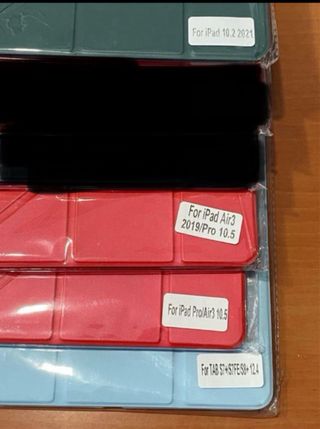 For iPad 10.2 2021
For iPad Air3
2019/Pro 10.5
For iPad Pro/Air3 10.5
For TAB S7+/S7FE/S8+ 12.4